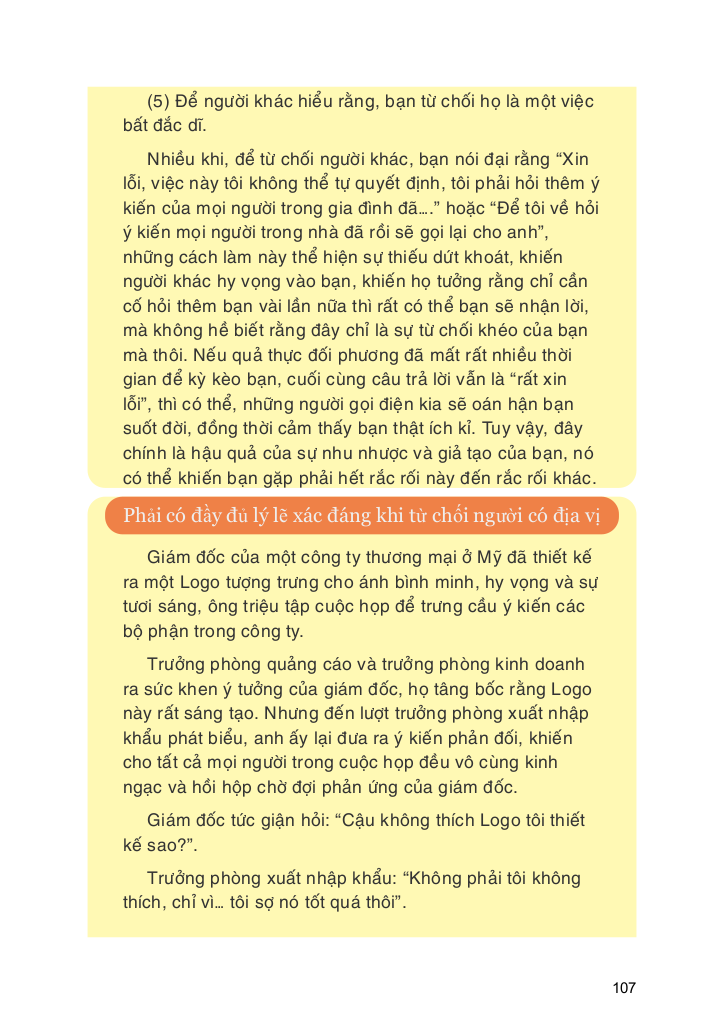 (5) Để người khác hiểu rằng, bạn từ chối họ là một việc
bất đắc dĩ.
Nhiều khi, để từ chối người khác, bạn nói đại rằng “Xin
lỗi, việc này tôi không thể tự quyết định, tôi phải hỏi thêm ý
kiến của mọi người trong gia đình đã….” hoặc “Để tôi về hỏi
ý kiến mọi người trong nhà đã rồi sẽ gọi lại cho anh”,
những cách làm này thể hiện sự thiếu dứt khoát, khiến
người khác hy vọng vào bạn, khiến họ tưởng rằng chỉ cần
cố hỏi thêm bạn vài lần nữa thì rất có thể bạn sẽ nhận lời,
mà không hề biết rằng đây chỉ là sự từ chối khéo của bạn
mà thôi. Nếu quả thực đối phương đã mất rất nhiều thời
gian để kỳ kèo bạn, cuối cùng câu trả lời vẫn là “rất xin
lỗi”, thì có thể, những người gọi điện kia sẽ oán hận bạn
suốt đời, đồng thời cảm thấy bạn thật ích kỉ. Tuy vậy, đây
chính là hậu quả của sự nhu nhược và giả tạo của bạn, nó
có thể khiến bạn gặp phải hết rắc rối này đến rắc rối khác.
Phải có đầy đủ lý lẽ xác đáng khi từ chối người có địa vị
Giám đốc của một công ty thương mại ở Mỹ đã thiết kế
ra một Logo tượng trưng cho ánh bình minh, hy vọng và sự
tươi sáng, ông triệu tập cuộc họp để trưng cầu ý kiến các
bộ phận trong công ty.
Trưởng phòng quảng cáo và trưởng phòng kinh doanh
ra sức khen ý tưởng của giám đốc, họ tâng bốc rằng Logo
này rất sáng tạo. Nhưng đến lượt trưởng phòng xuất nhập
khẩu phát biểu, anh ấy lại đưa ra ý kiến phản đối, khiến
cho tất cả mọi người trong cuộc họp đều vô cùng kinh
ngạc và hồi hộp chờ đợi phản ứng của giám đốc.
Giám đốc tức giận hỏi: “Cậu không thích Logo tôi thiết
kế sao?”.
Trưởng phòng xuất nhập khẩu: “Không phải tôi không
thích, chỉ vì… tôi sợ nó tốt quá thôi”.
107